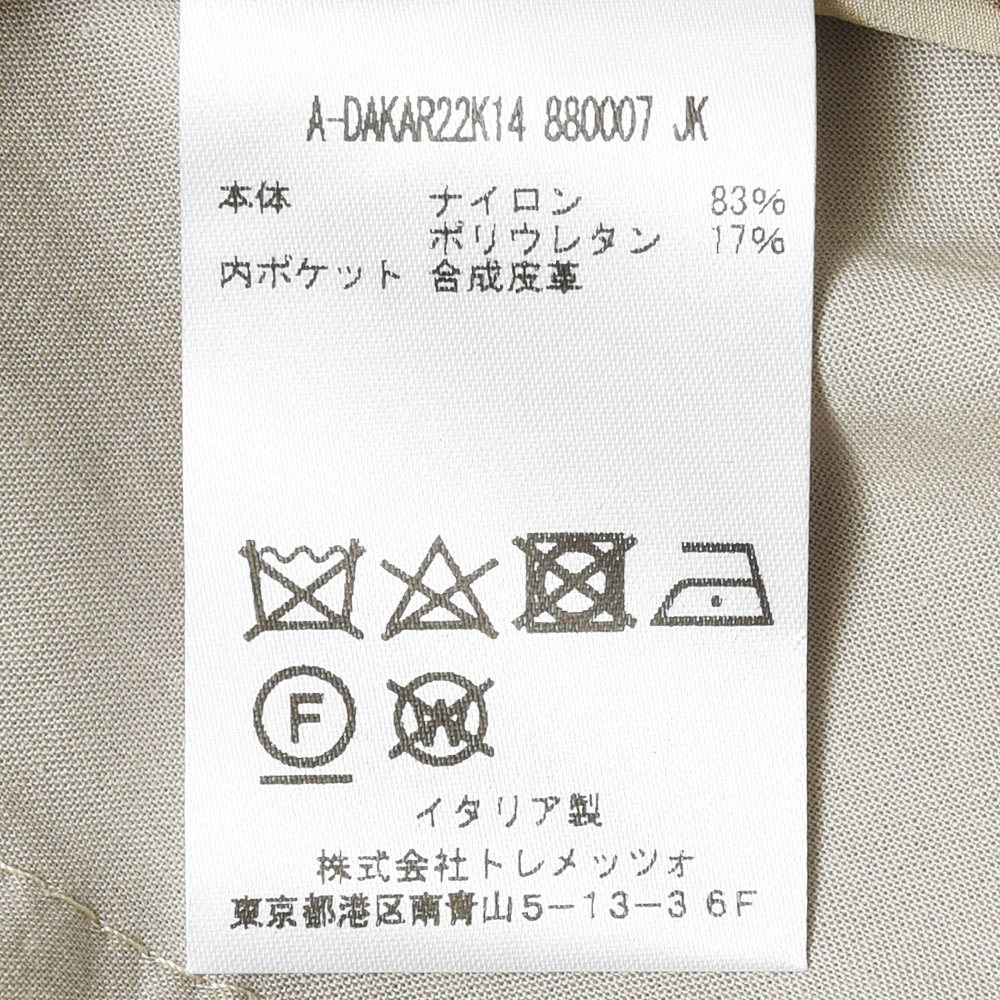 A-DAKAR22K14 880007 JK
本体 ナイロン 83%
ポリウレタン 17%
内ポケット 合成皮革
F
W
イタリア製
株式会社トレメッツォ
東京都港区南青山5-13-3 6F